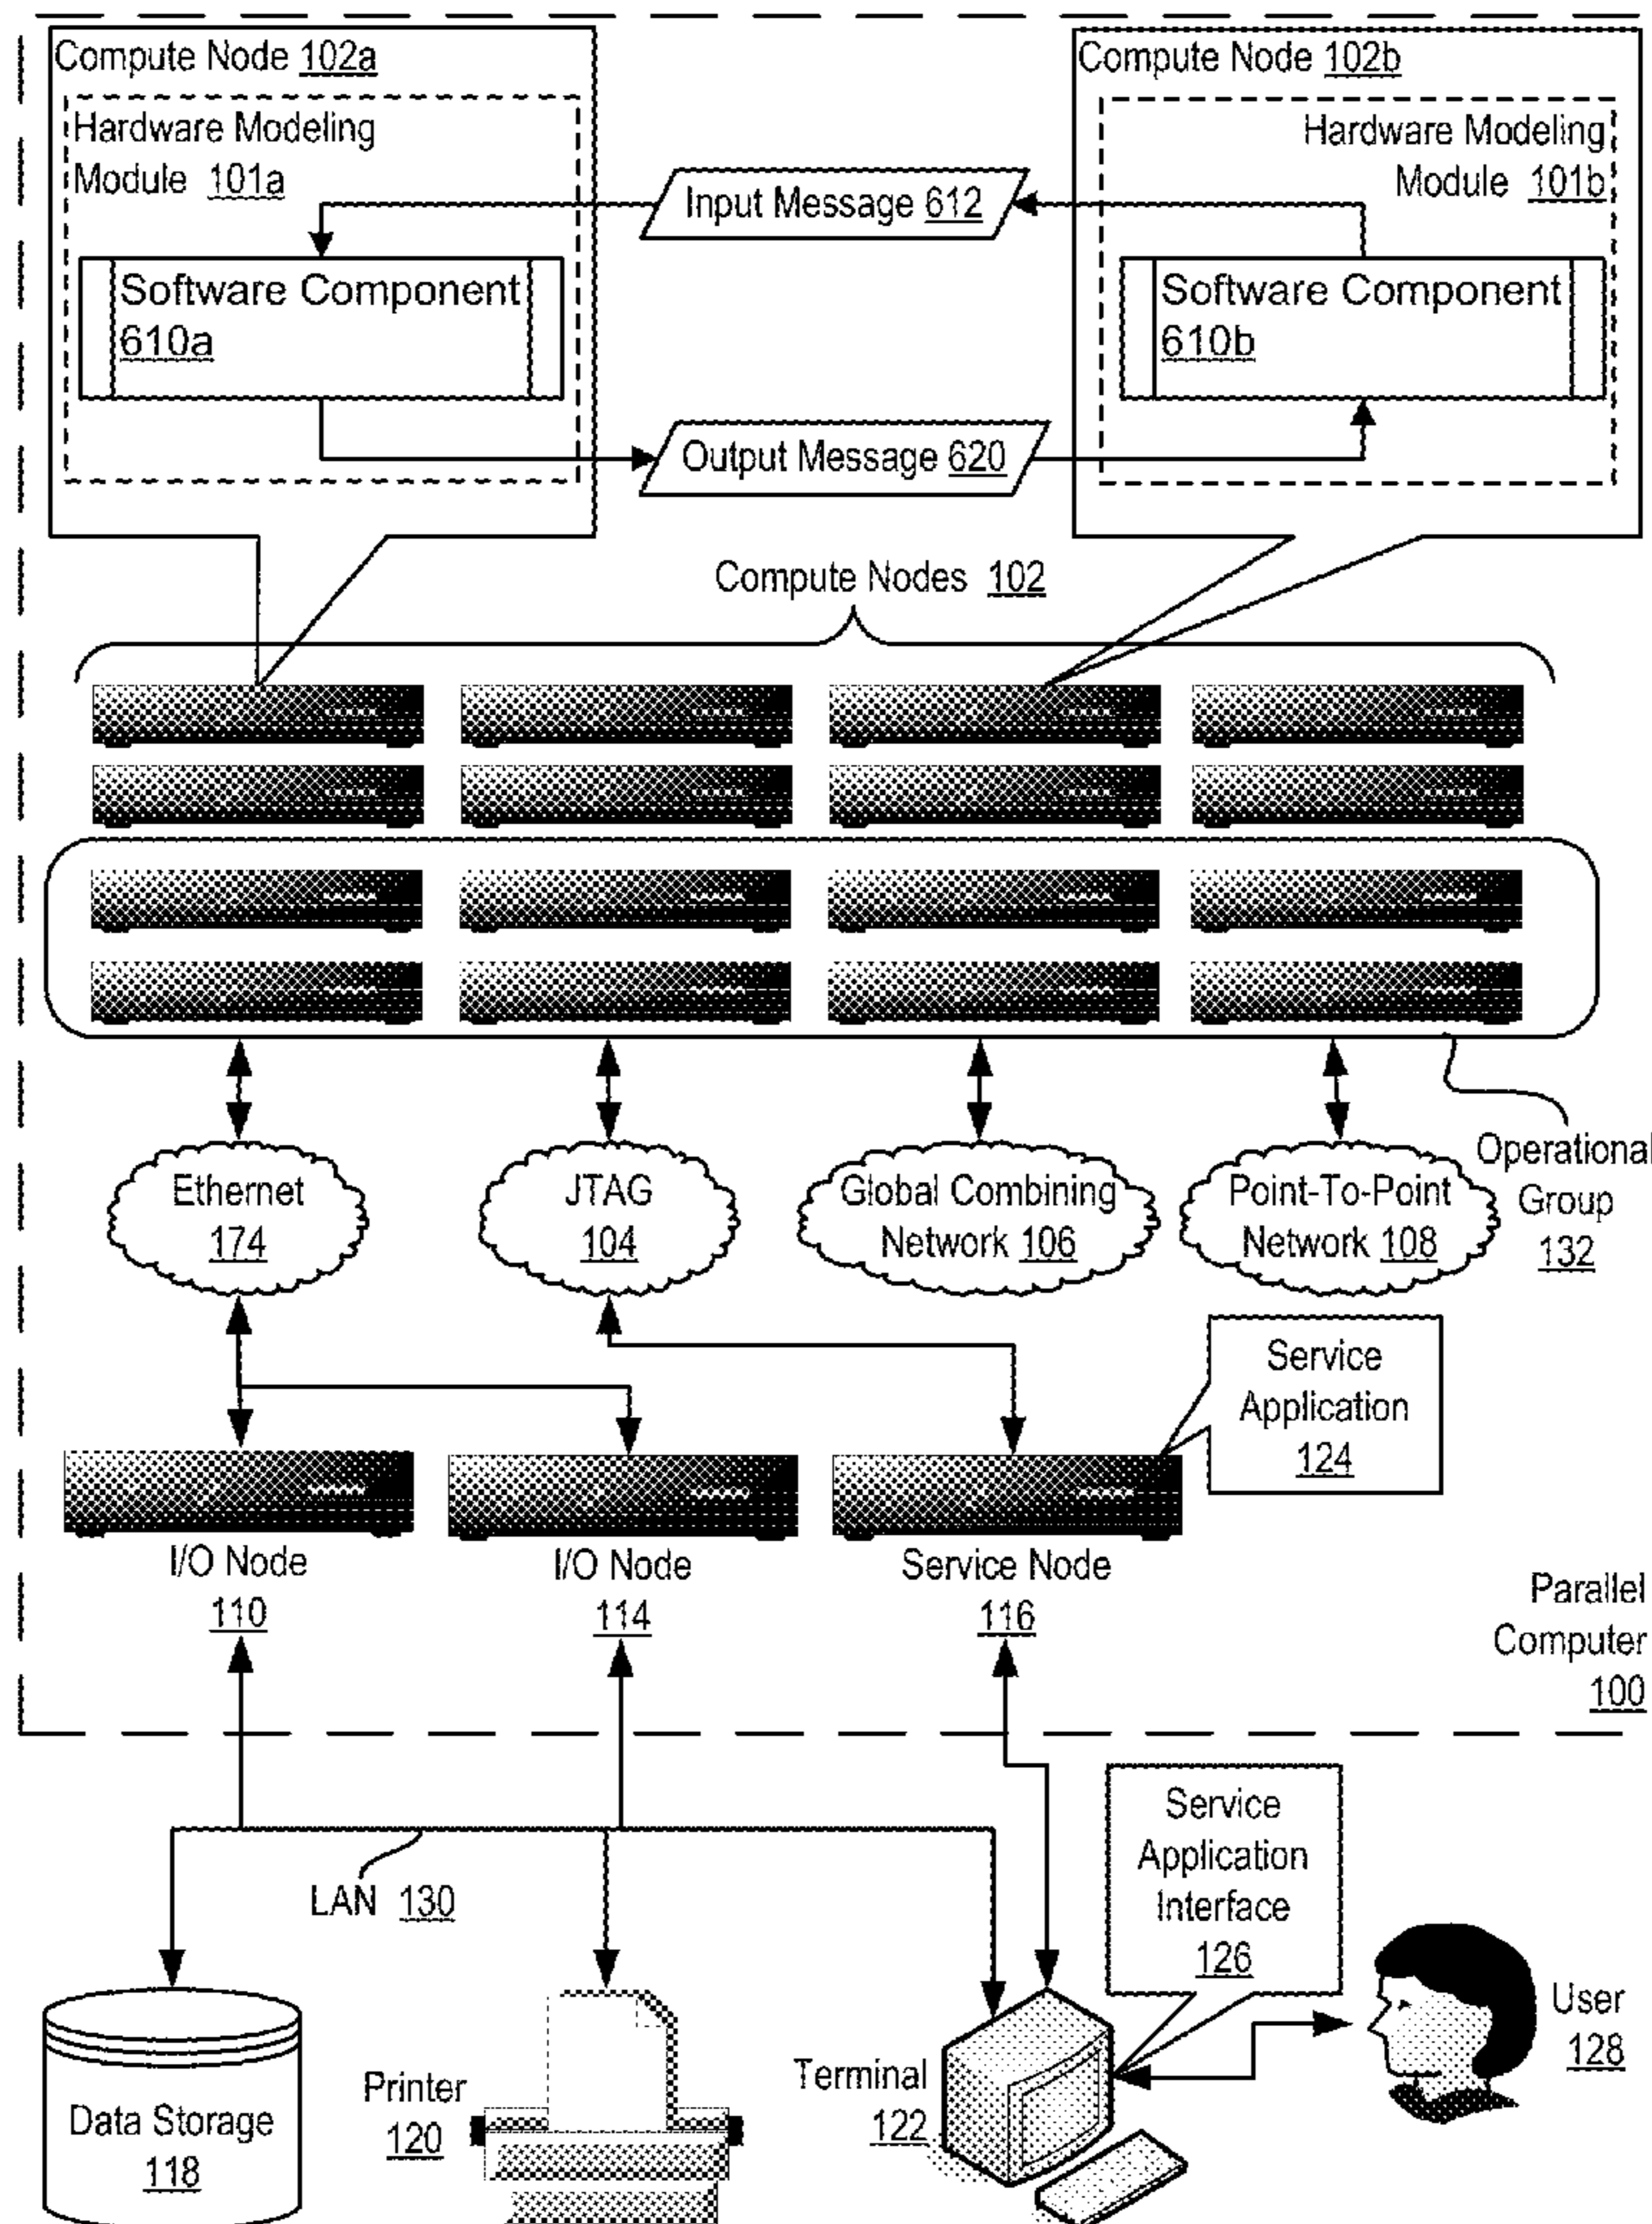 Compute Node 102a
Hardware Modeling
Module 101a
Software Component
610a
Input Message 612
Output Message 620
Compute Node 102b
Hardware Modeling
Module 101b
Software Component
610b
Compute Nodes 102
Ethernet
174
JTAG
104
Global Combining
Network 106
Point-To-Point
Network 108
Operational
Group
132
Service
Application
124
I/O Node
110
I/O Node
114
Service Node
116
Parallel
Computer
100
LAN 130
Service
Application
Interface
126
Data Storage
118
Printer
120
Terminal
122
User
128